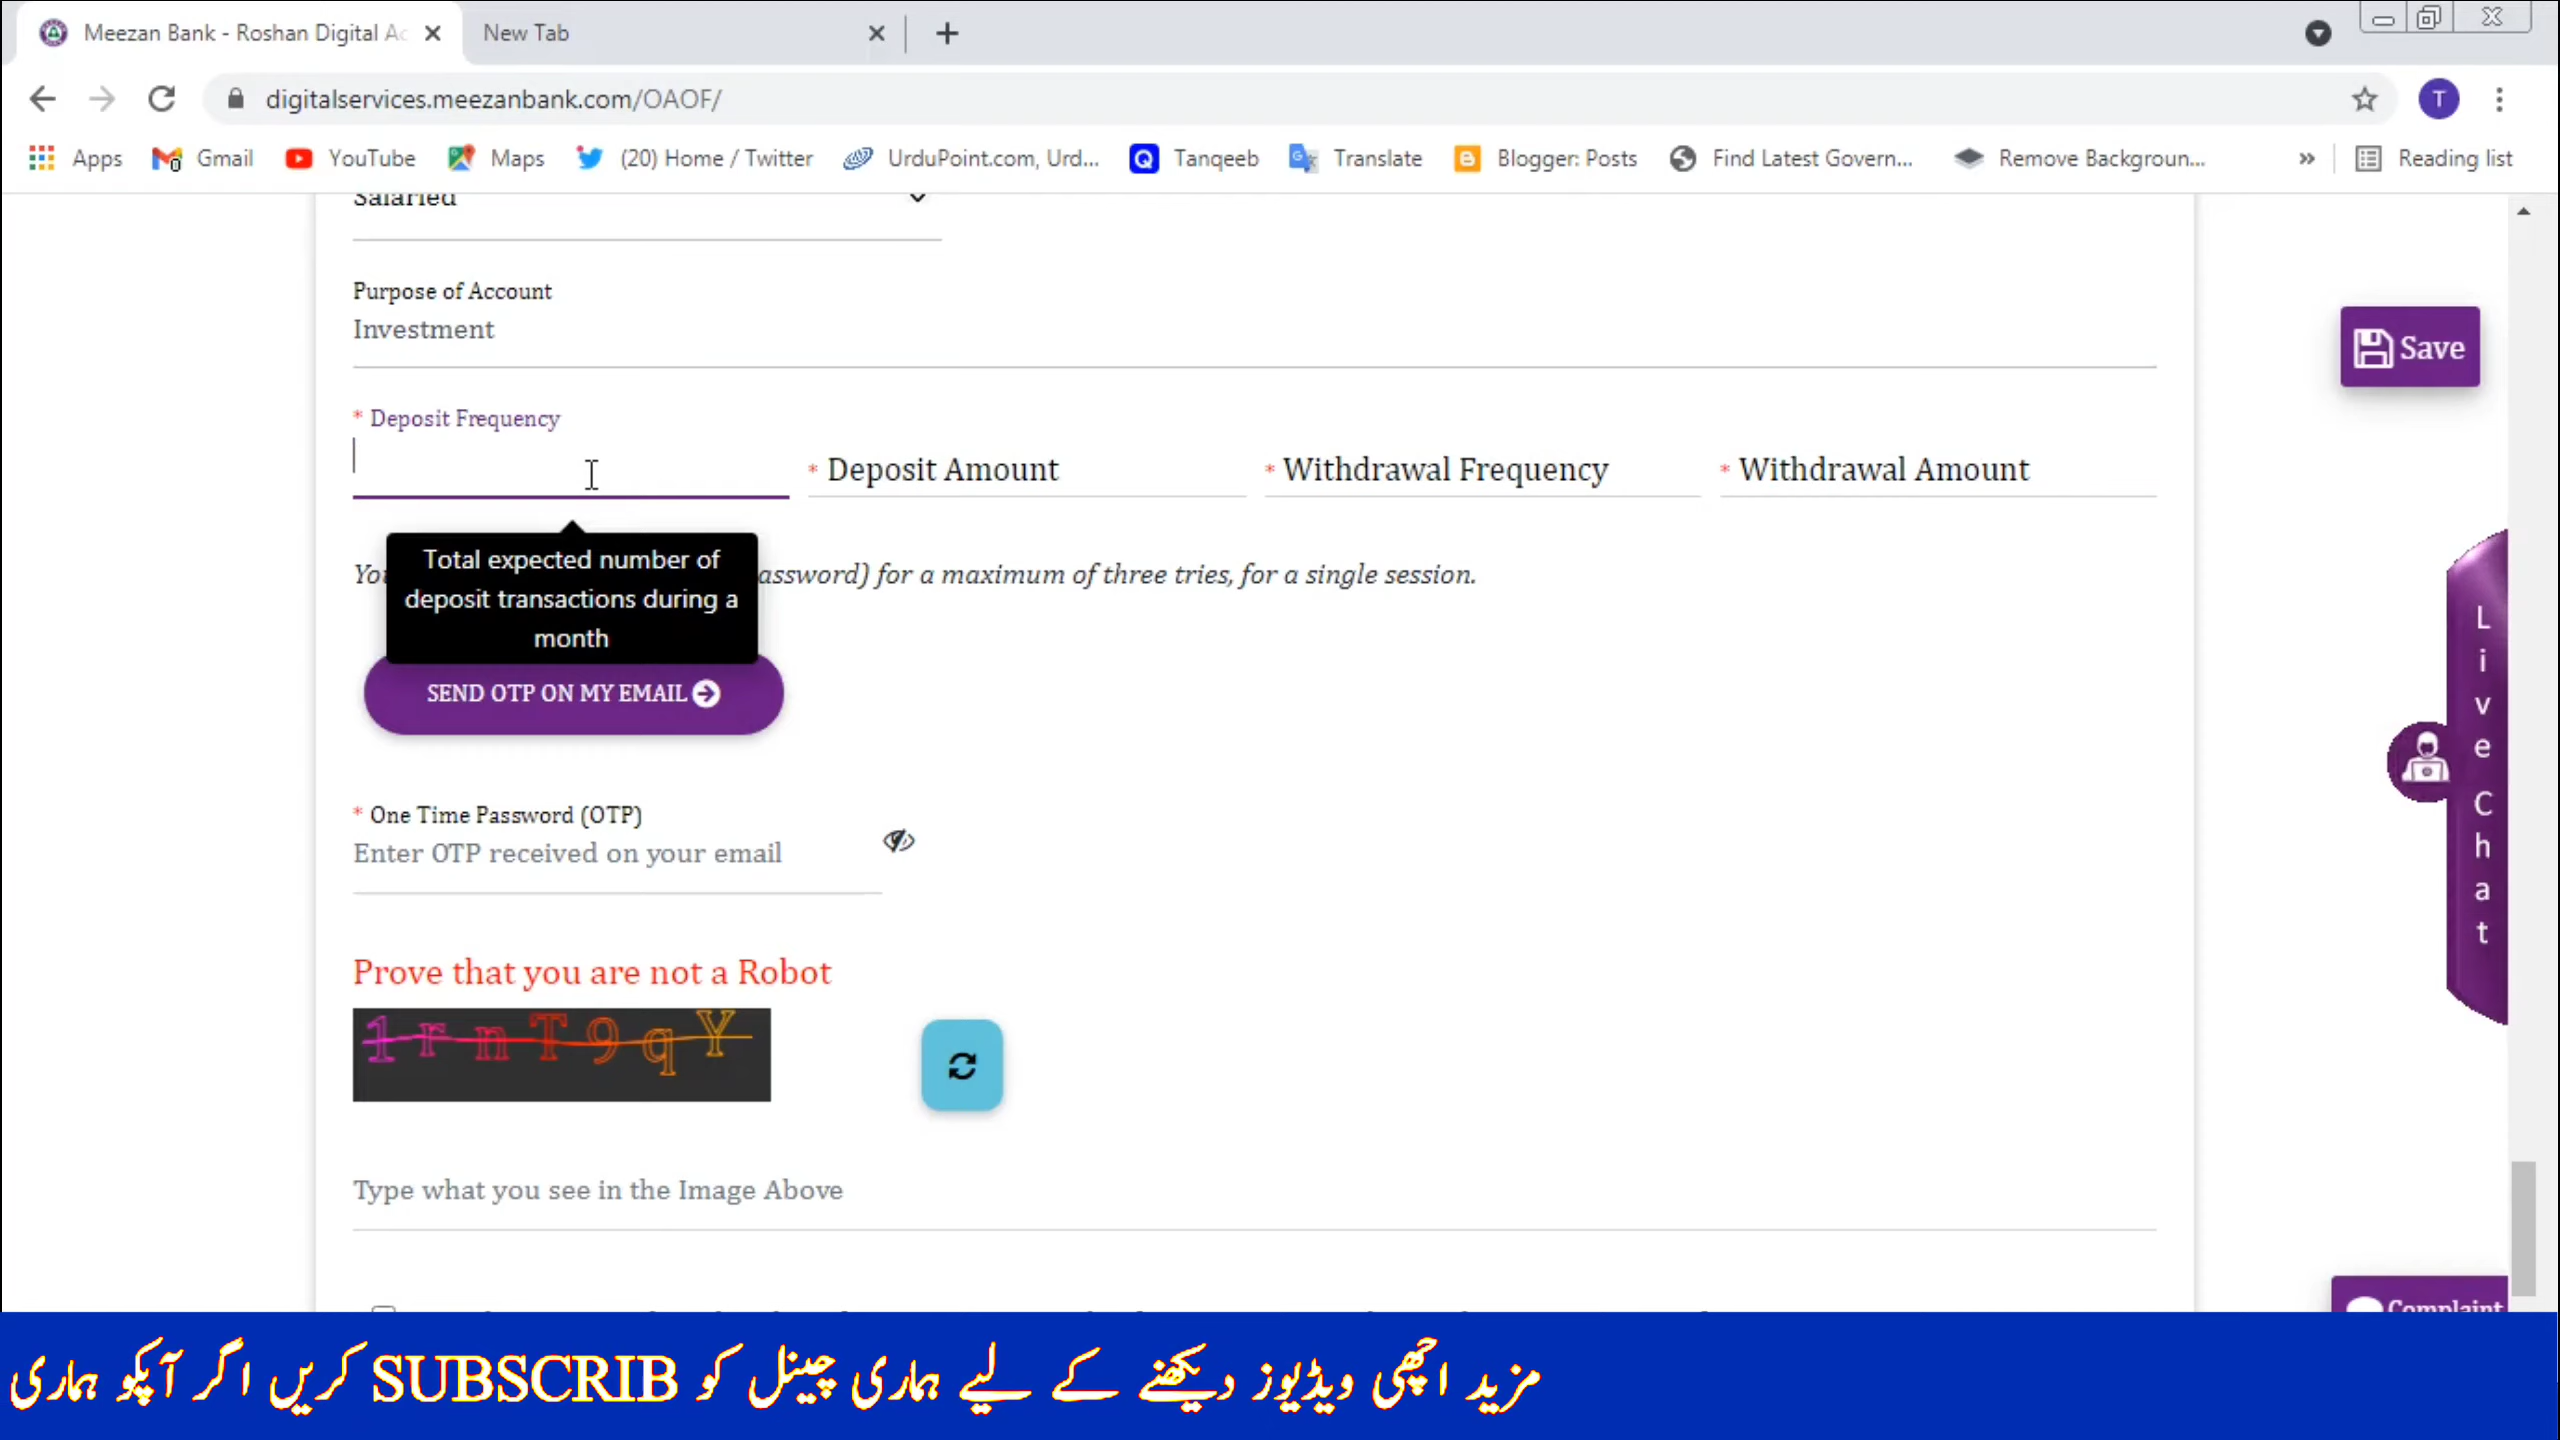 Meezan Bank - Roshan Digital Ac
New Tab
digitalservices.meezanbank.com/OAOF/
T
Apps
Gmail
YouTube
Maps
(20) Home / Twitter
UrduPoint.com, Urd...
Tanqeeb
Translate
Blogger: Posts
Find Latest Govern...
Remove Backgroun...
»
Reading list
Salaried
Purpose of Account
Investment
Save
* Deposit Frequency
* Deposit Amount
* Withdrawal Frequency
* Withdrawal Amount
Total expected number of
deposit transactions during a
month
assword) for a maximum of three tries, for a single session.
SEND OTP ON MY EMAIL
Live Chat
* One Time Password (OTP)
Enter OTP received on your email
Prove that you are not a Robot
1rnT9qY
Type what you see in the Image Above
Complaint
مزید اچھی ویڈیوز دیکھنے کے لیے ہماری چینل کو SUBSCRIB کریں اگر آپکو ہماری